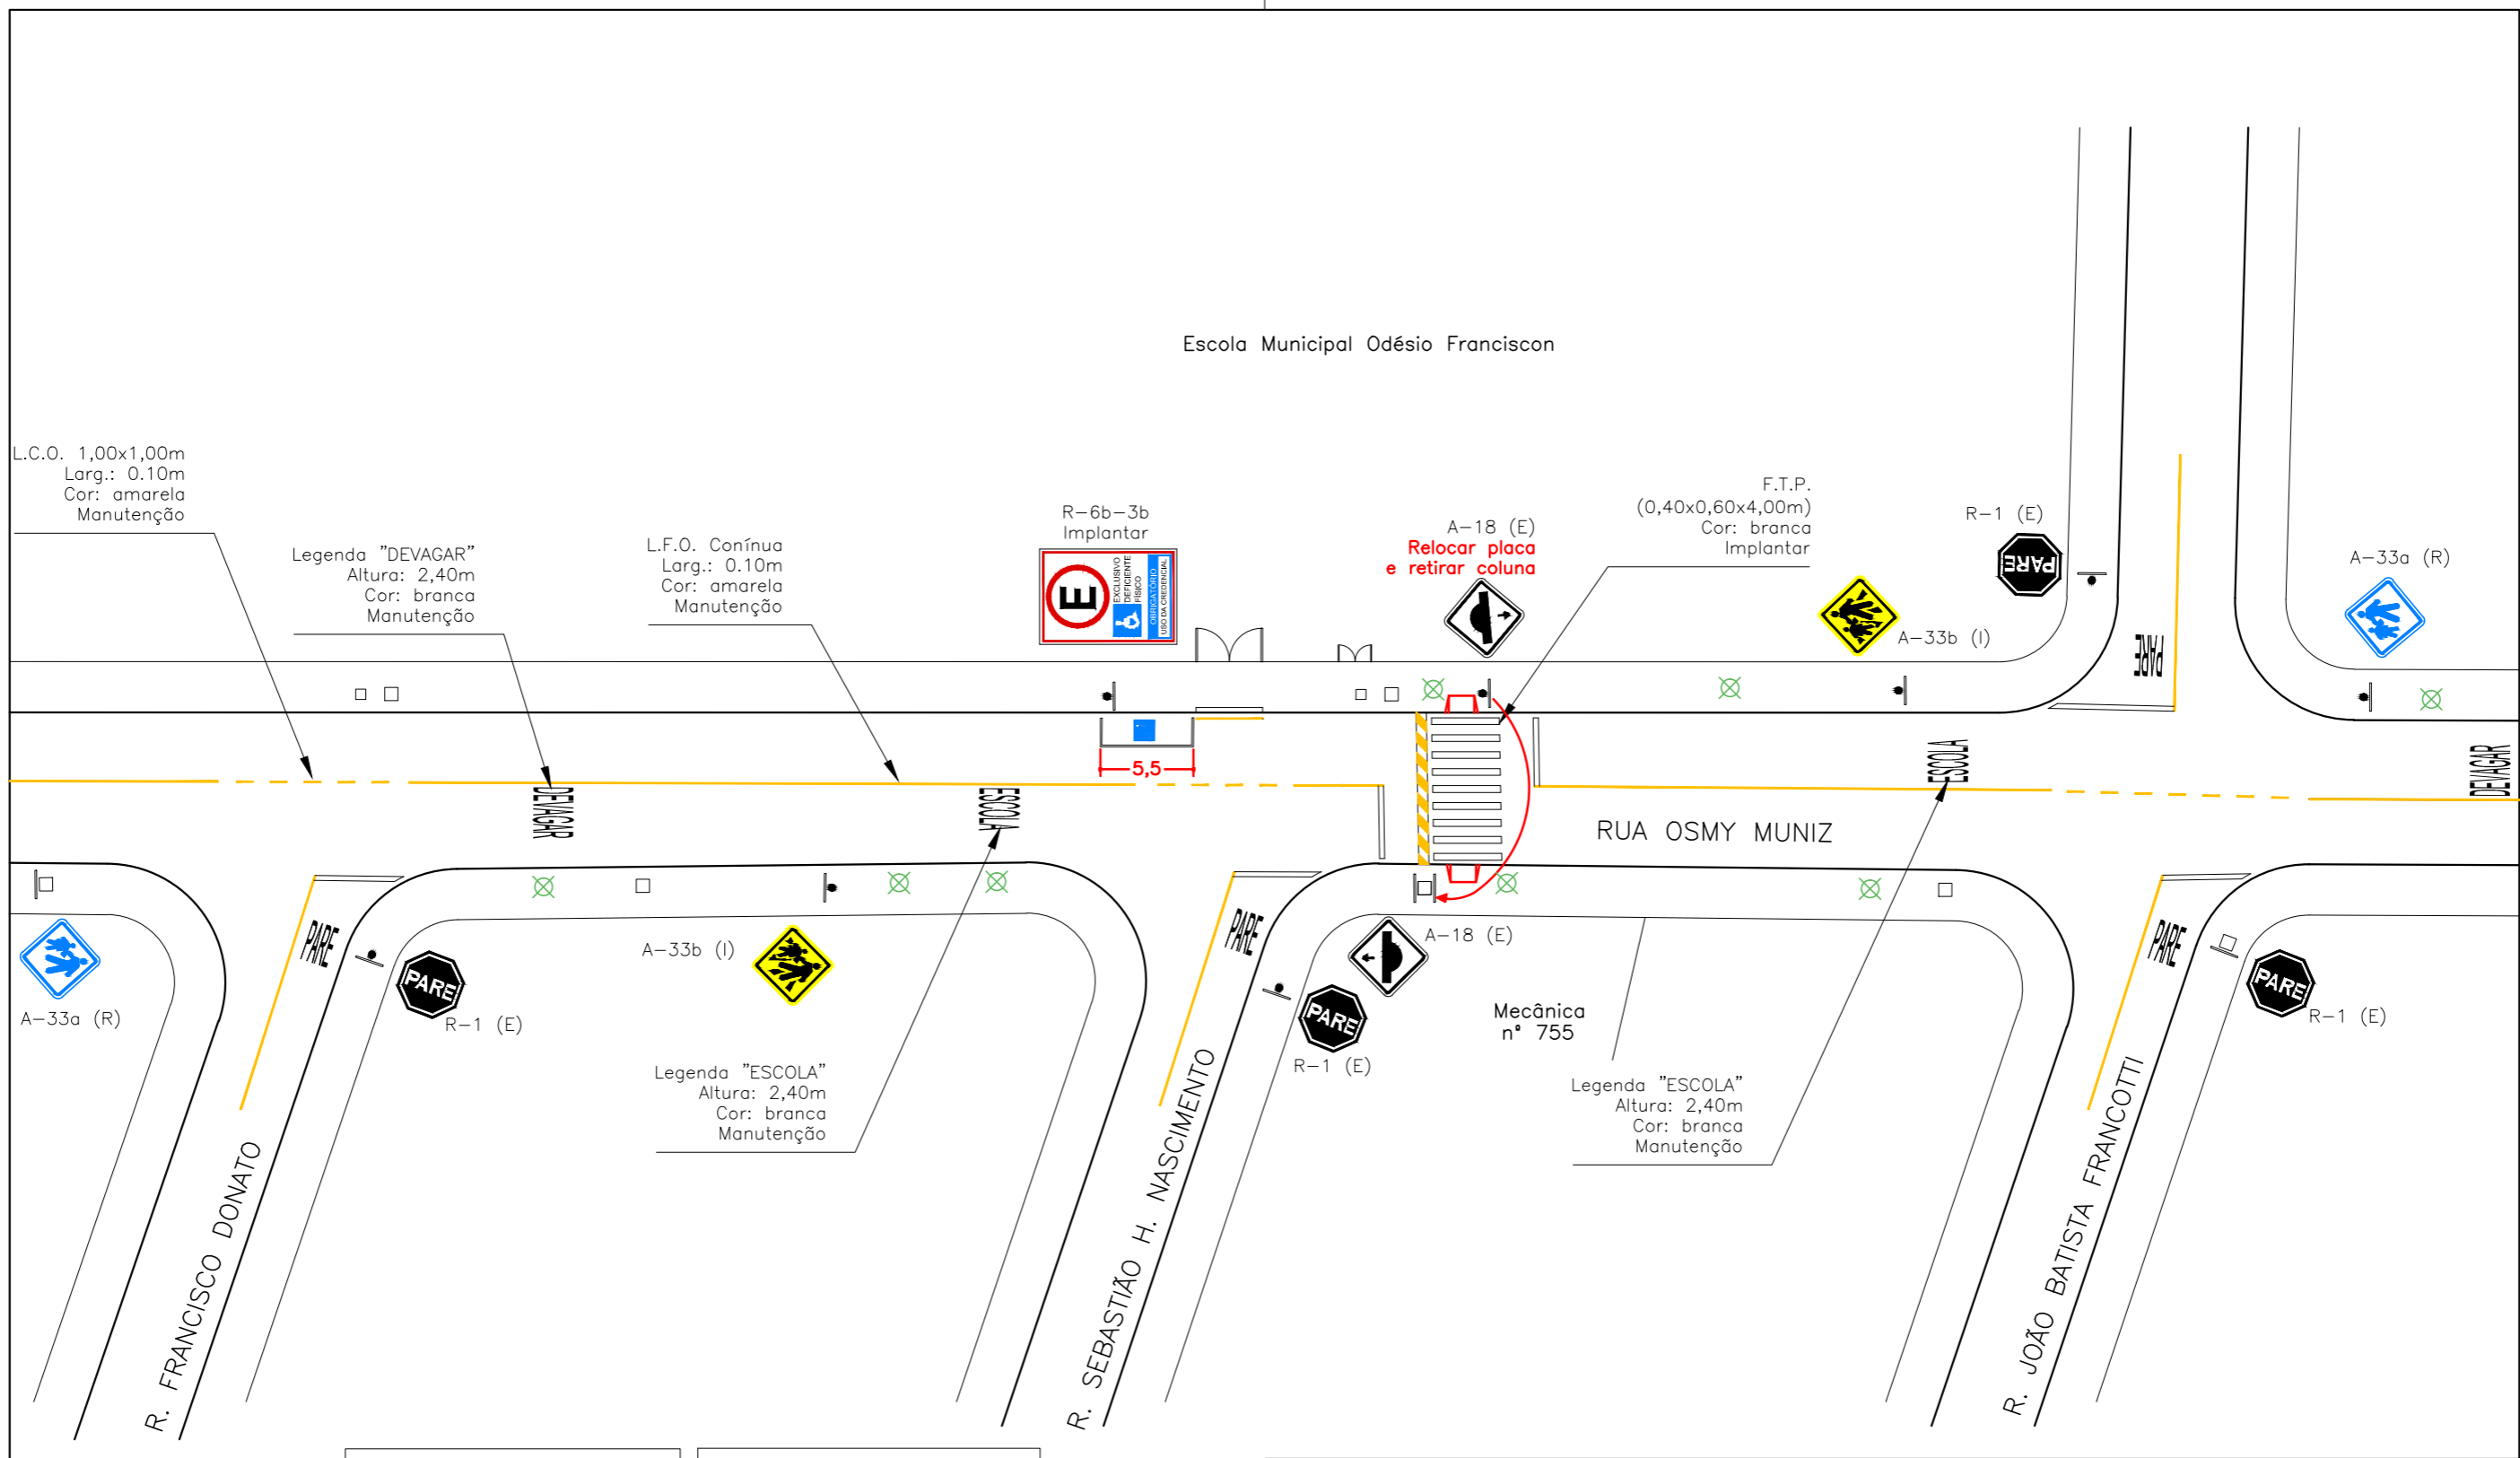 Escola Municipal Odésio Franciscon
L.C.O. 1,00x1,00m
Larg.: 0.10m
Cor: amarela
Manutenção
Legenda "DEVAGAR"
Altura: 2,40m
Cor: branca
Manutenção
L.F.O. Conínua
Larg.: 0.10m
Cor: amarela
Manutenção
R-6b-3b
Implantar
E
EXCLUSIVO
DEFICIENTE
FÍSICO
OBRIGATÓRIO
USO DA CREDENCIAL
A-18 (E)
Relocar placa
e retirar coluna
F.T.P.
(0,40x0,60x4,00m)
Cor: branca
Implantar
R-1 (E)
PARE
A-33b (I)
A-33a (R)
PARE
5,5
DEVAGAR
ESCOLA
ESCOLA
DEVAGAR
RUA OSMY MUNIZ
A-33a (R)
PARE
PARE
R-1 (E)
A-33b (I)
PARE
A-18 (E)
PARE
R-1 (E)
Mecânica
nº 755
PARE
PARE
R-1 (E)
Legenda "ESCOLA"
Altura: 2,40m
Cor: branca
Manutenção
Legenda "ESCOLA"
Altura: 2,40m
Cor: branca
Manutenção
R. FRANCISCO DONATO
R. SEBASTIÃO H. NASCIMENTO
R. JOÃO BATISTA FRANCOTTI